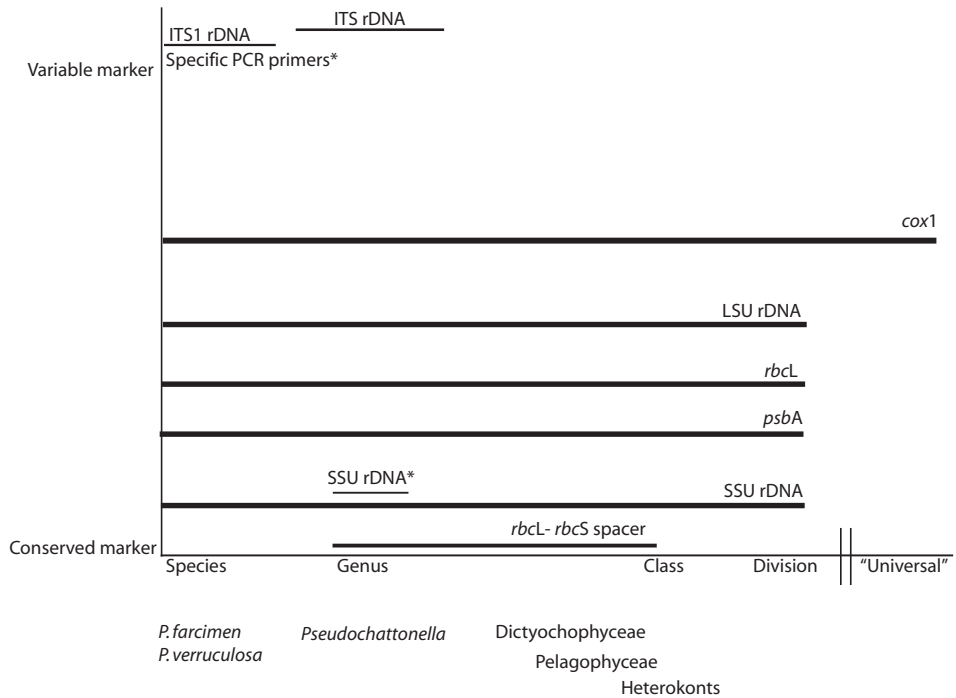 ITS rDNA
ITS1 rDNA
Specific PCR primers*
Variable marker
cox1
LSU rDNA
rbcL
psbA
SSU rDNA*
SSU rDNA
rbcL- rbcS spacer
Conserved marker
Species Genus Class Division "Universal"
P. farcimen Pseudochattonella Dictyochophyceae
P. verruculosa Pelagophyceae
Heterokonts